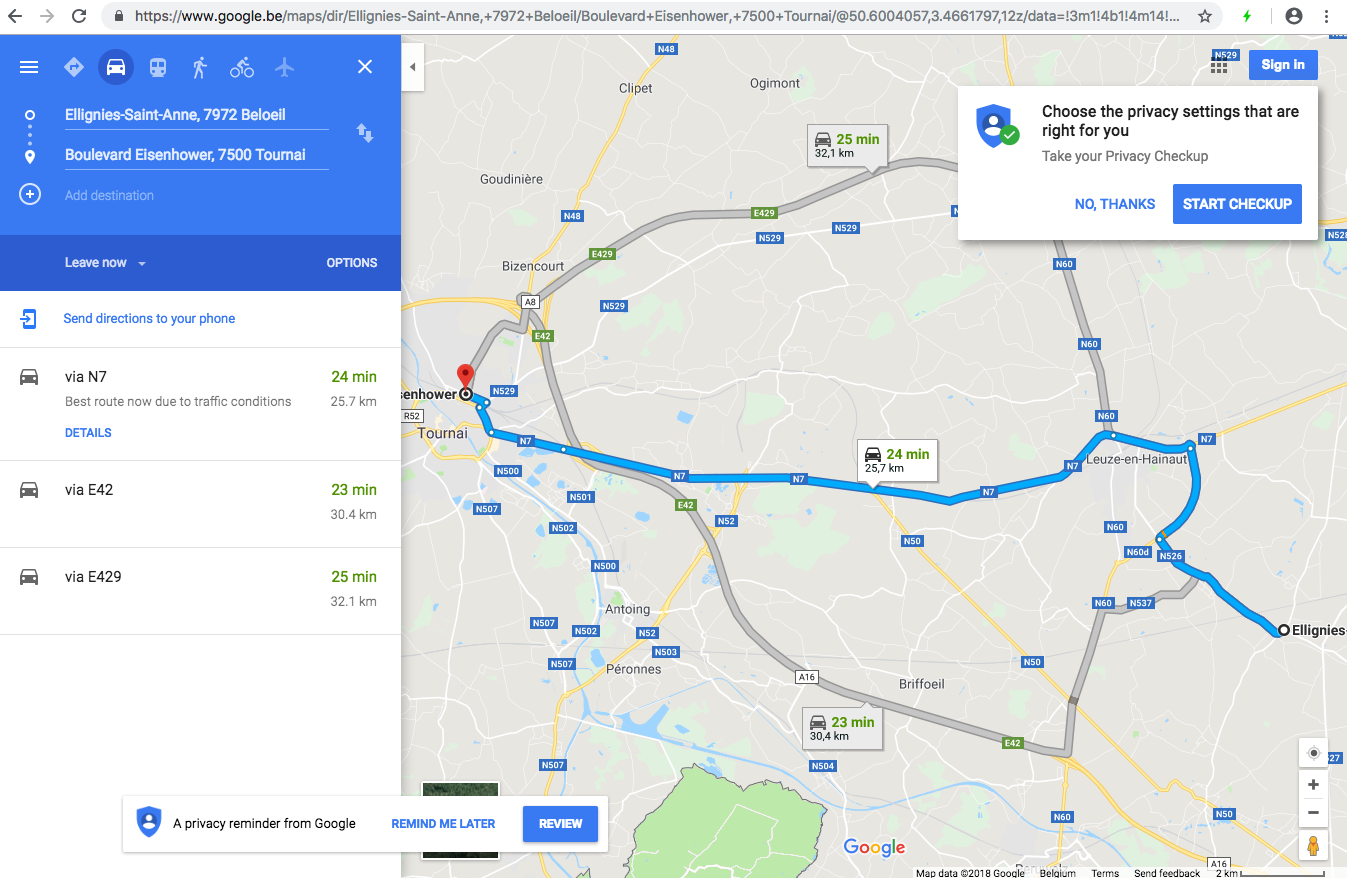 https://www.google.be/maps/dir/Ellignies-Saint-Anne,+7972+Beloeil/Boulevard+Eisenhower,+7500+Tournai/@50.6004057,3.4661797,12z/data=!3m1!4b1!4m14!...
Ellignies-Saint-Anne, 7972 Beloeil
Boulevard Eisenhower, 7500 Tournai
Add destination
Leave now
OPTIONS
Send directions to your phone
via N7
24 min
Best route now due to traffic conditions
25.7 km
DETAILS
via E42
23 min
30.4 km
via E429
25 min
32.1 km
A privacy reminder from Google
REMIND ME LATER
REVIEW
Sign in
Choose the privacy settings that are
right for you
Take your Privacy Checkup
NO, THANKS
START CHECKUP
N48
N529
Clipet
Ogimont
25 min
32,1 km
Goudinière
N48
E429
N529
N529
N528
E429
Bizencourt
N60
A8
N529
E42
N60
senhower
N529
R52
N60
Tournai
N7
N7
24 min
25,7 km
Leuze-en-Hainaut
N500
N7
N7
N7
N7
N501
E42
N507
N52
N502
N60
N50
N60d
N526
N500
Antoing
N60
N537
N507
N502
N52
Ellignies-
N503
N507
Péronnes
N50
A16
Briffoeil
23 min
30,4 km
E42
N507
N504
27
N60
N50
Google
A16
Map data ©2018 Google
Belgium
Terms
Send feedback
2 km